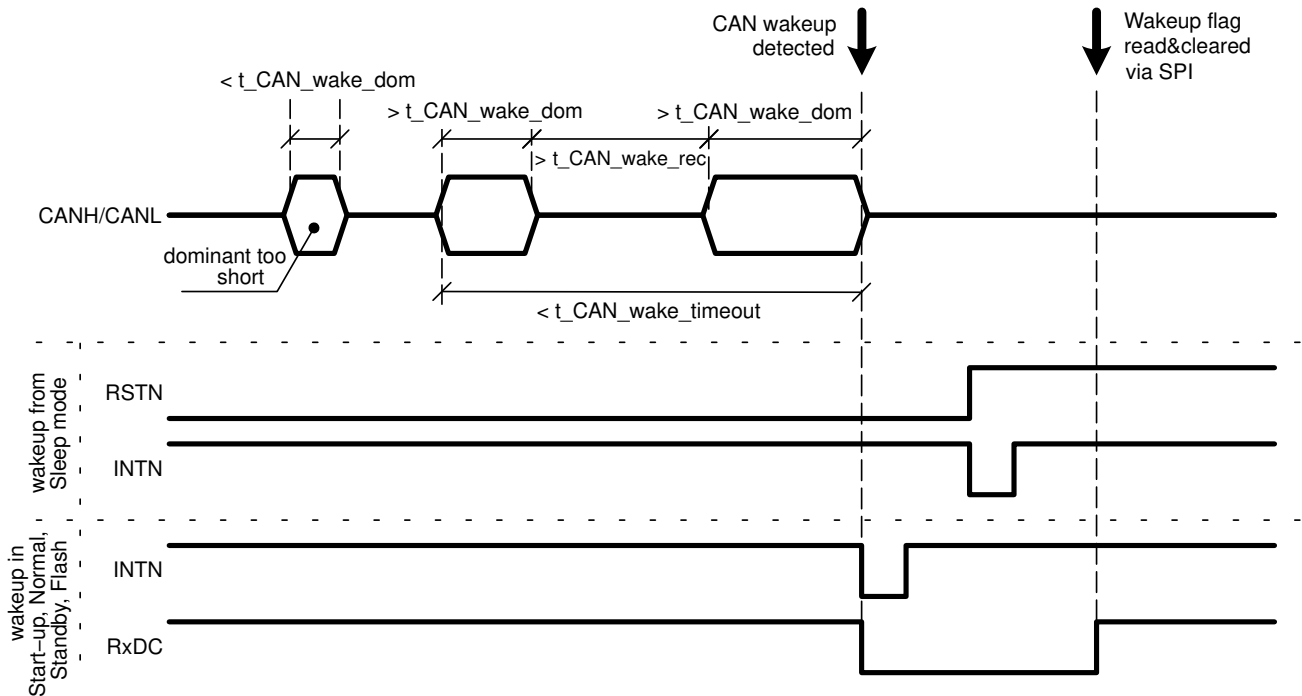 CAN wakeup
detected
Wakeup flag
read&cleared
via SPI
< t_CAN_wake_dom
> t_CAN_wake_dom
> t_CAN_wake_dom
> t_CAN_wake_rec
CANH/CANL
dominant too
short
< t_CAN_wake_timeout
wakeup from
Sleep mode
RSTN
INTN
wakeup in
Start–up, Normal,
Standby, Flash
INTN
RxDC